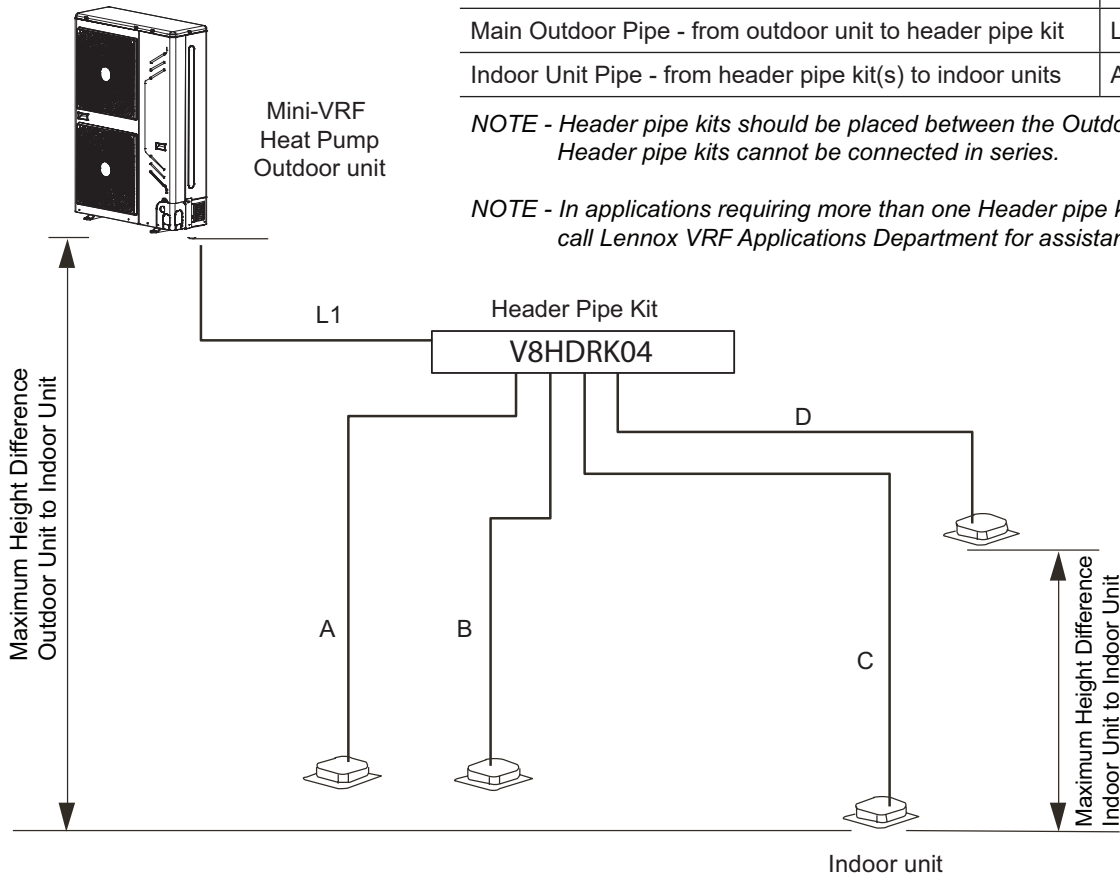 Main Outdoor Pipe - from outdoor unit to header pipe kit L
Indoor Unit Pipe - from header pipe kit(s) to indoor units A
NOTE - Header pipe kits should be placed between the
Header pipe kits cannot be connected in series.
NOTE - In applications requiring more than one Header pipe
call Lennox VRF Applications Department for
Mini-VRF
Heat Pump
Outdoor unit
L1
Header Pipe Kit
V8HDRK04
Maximum Height Difference
Outdoor Unit to Indoor Unit
A
B
C
D
Maximum Height Difference
Indoor Unit to Indoor Unit
Indoor unit